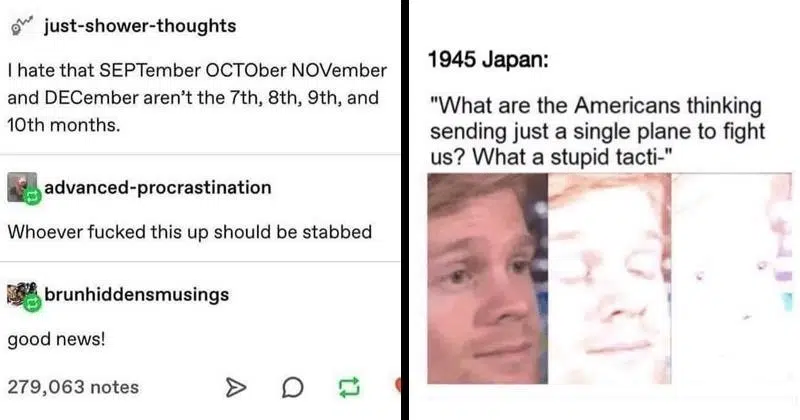 just-shower-thoughts
I hate that SEPTember OCTOber NOVember
and DECember aren't the 7th, 8th, 9th, and
10th months.
advanced-procrastination
Whoever fucked this up should be stabbed
brunhiddensmusings
good news!
279,063 notes
1945 Japan:
"What are the Americans thinking
sending just a single plane to fight
us? What a stupid tacti-"